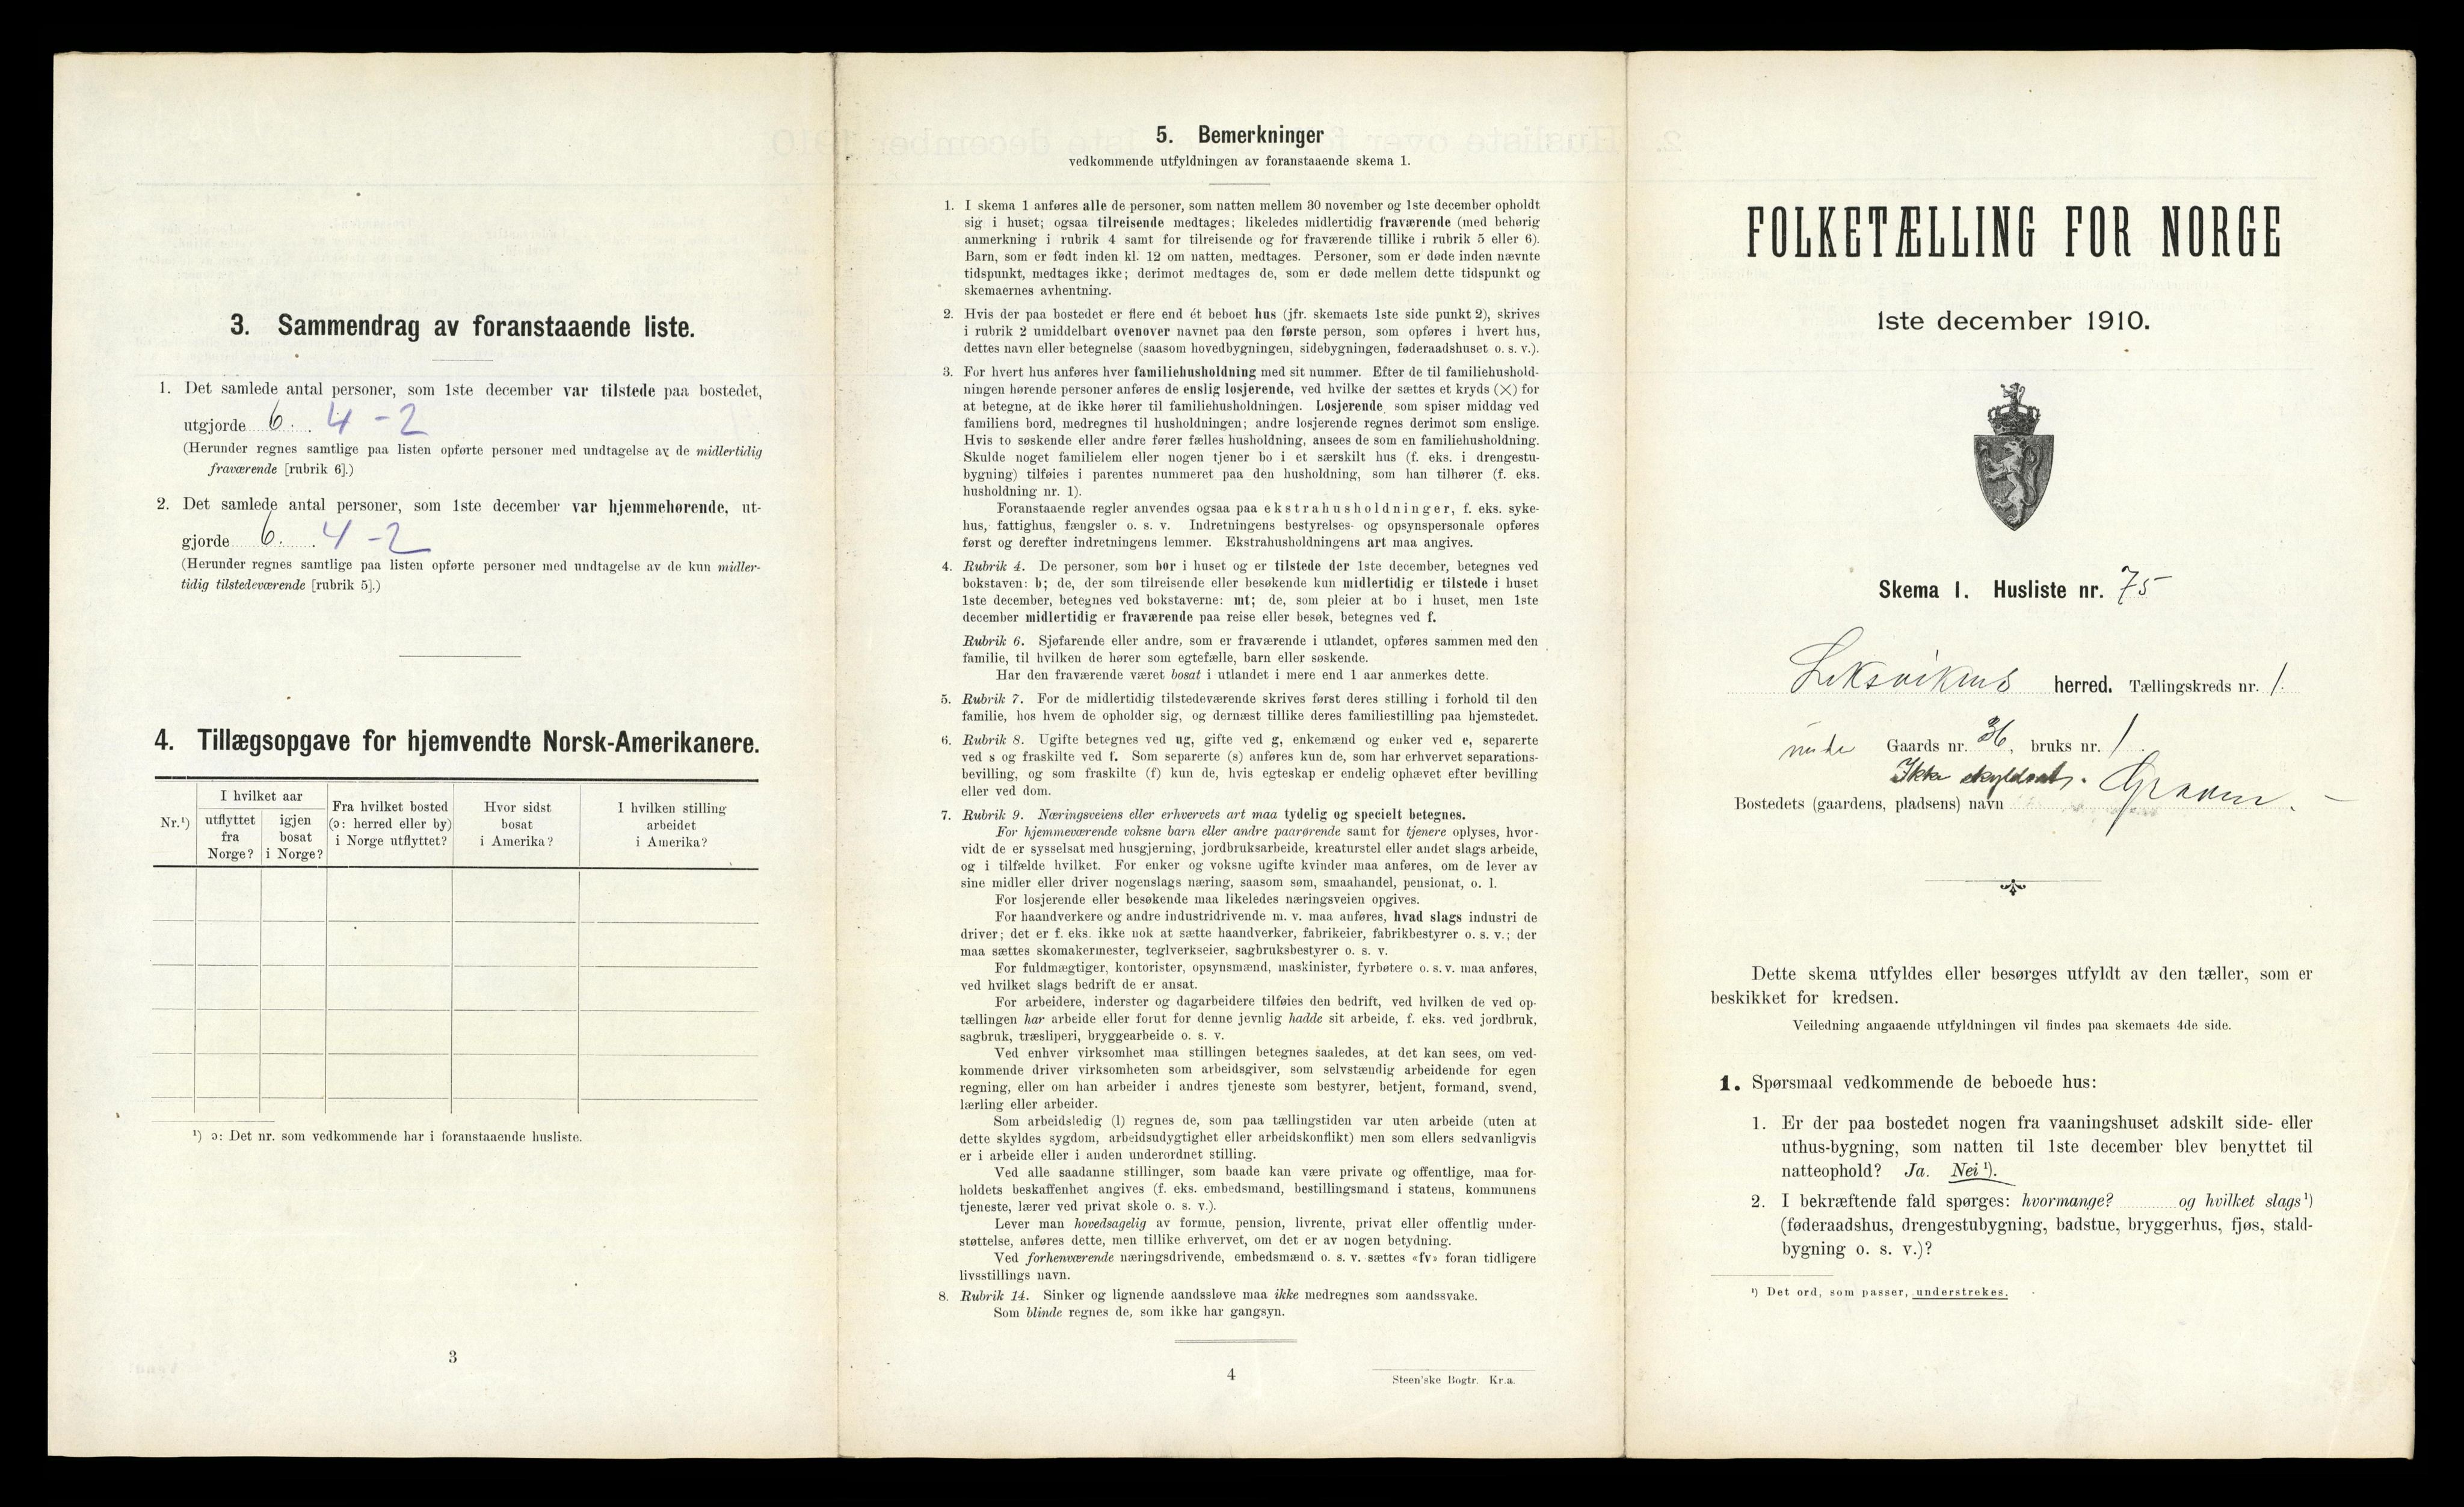 3. Sammendrag av foranstaaende liste.
1. Det samlede antal personer, som 1ste december var tilstede paa bostedet,
utgjorde 6. 4 - 2
(Herunder regnes samtlige paa listen opførte personer med undtagelse av de midlertidig
fraværende [rubrik 6].)
2. Det samlede antal personer, som 1ste december var hjemmehørende, ut-
gjorde 6. 4 - 2
(Herunder regnes samtlige paa listen opførte personer med undtagelse av de kun midler-
tidig tilstedeværende [rubrik 5].)
4. Tillægsopgave for hjemvendte Norsk-Amerikanere.
Nr.¹)
I hvilket aar
utflyttet
fra
Norge?
igjen
bosat
i Norge?
Fra hvilket bosted
(ɔ: herred eller by)
i Norge utflyttet?
Hvor sidst
bosat
i Amerika?
I hvilken stilling
arbeidet
i Amerika?
¹) ɔ: Det nr. som vedkommende har i foranstaaende husliste.
3
5. Bemerkninger
vedkommende utfyldningen av foranstaaende skema 1.
1. I skema 1 anføres alle de personer, som natten mellem 30 november og 1ste december opholdt
sig i huset; ogsaa tilreisende medtages; likeledes midlertidig fraværende (med behørig
anmerkning i rubrik 4 samt for tilreisende og for fraværende tillike i rubrik 5 eller 6).
Barn, som er født inden kl. 12 om natten, medtages. Personer, som er døde inden nævnte
tidspunkt, medtages ikke; derimot medtages de, som er døde mellem dette tidspunkt og
skemaernes avhentning.
2. Hvis der paa bostedet er flere end ét beboet hus (jfr. skemaets 1ste side punkt 2), skrives
i rubrik 2 umiddelbart ovenover navnet paa den første person, som opføres i hvert hus,
dettes navn eller betegnelse (saasom hovedbygningen, sidebygningen, føderaadshuset o. s. v.).
3. For hvert hus anføres hver familiehusholdning med sit nummer. Efter de til familiehushold-
ningen hørende personer anføres de enslig losjerende, ved hvilke der sættes et kryds (×) for
at betegne, at de ikke hører til familiehusholdningen. Losjerende som spiser middag ved
familiens bord, medregnes til husholdningen; andre losjerende regnes derimot som enslige.
Hvis to søskende eller andre fører fælles husholdning, ansees de som en familiehusholdning.
Skulde noget familielem eller nogen tjener bo i et særskilt hus (f. eks. i drengestu-
bygning) tilføies i parentes nummeret paa den husholdning, som han tilhører (f. eks.
husholdning nr. 1).
Foranstaaende regler anvendes ogsaa paa ekstrahusholdninger, f. eks. syke-
hus, fattighus, fængsler o. s. v. Indretningens bestyrelses- og opsynspersonale opføres
først og derefter indretningens lemmer. Ekstrahusholdningens art maa angives.
4. Rubrik 4. De personer, som bor i huset og er tilstede der 1ste december, betegnes ved
bokstaven: b; de, der som tilreisende eller besøkende kun midlertidig er tilstede i huset
1ste december, betegnes ved bokstaverne: mt; de, som pleier at bo i huset, men 1ste
december midlertidig er fraværende paa reise eller besøk, betegnes ved f.
Rubrik 6. Sjøfarende eller andre, som er fraværende i utlandet, opføres sammen med den
familie, til hvilken de hører som egtefælle, barn eller søskende.
Har den fraværende været bosat i utlandet i mere end 1 aar anmerkes dette.
5. Rubrik 7. For de midlertidig tilstedeværende skrives først deres stilling i forhold til den
familie, hos hvem de opholder sig, og dernæst tillike deres familiestilling paa hjemstedet.
6. Rubrik 8. Ugifte betegnes ved ug, gifte ved g, enkemænd og enker ved e, separerte
ved s og fraskilte ved f. Som separerte (s) anføres kun de, som har erhvervet separations-
bevilling, og som fraskilte (f) kun de, hvis egteskap er endelig ophævet efter bevilling
eller ved dom.
7. Rubrik 9. Næringsveiens eller erhvervets art maa tydelig og specielt betegnes.
For hjemmeværende voksne barn eller andre paarørende samt for tjenere oplyses, hvor-
vidt de er sysselsat med husgjerning, jordbruksarbeide, kreaturstel eller andet slags arbeide,
og i tilfælde hvilket. For enker og voksne ugifte kvinder maa anføres, om de lever av
sine midler eller driver nogenslags næring, saasom søm, smaahandel, pensionat, o. l.
For losjerende eller besøkende maa likeledes næringsveien opgives.
For haandverkere og andre industridrivende m. v. maa anføres, hvad slags industri de
driver; det er f. eks. ikke nok at sætte haandverker, fabrikeier, fabrikbestyrer o. s. v.; der
maa sættes skomakermester, teglverkseier, sagbruksbestyrer o. s. v.
For fuldmægtiger, kontorister, opsynsmænd, maskinister, fyrbøtere o. s. v. maa anføres,
ved hvilket slags bedrift de er ansat.
For arbeidere, inderster og dagarbeidere tilføies den bedrift, ved hvilken de ved op-
tællingen har arbeide eller forut for denne jevnlig hadde sit arbeide, f. eks. ved jordbruk,
sagbruk, træsliperi, bryggearbeide o. s. v.
Ved enhver virksomhet maa stillingen betegnes saaledes, at det kan sees, om ved-
kommende driver virksomheten som arbeidsgiver, som selvstændig arbeidende for egen
regning, eller om han arbeider i andres tjeneste som bestyrer, betjent, formand, svend,
lærling eller arbeider.
Som arbeidsledig (l) regnes de, som paa tællingstiden var uten arbeide (uten at
dette skyldes sygdom, arbeidsudygtighet eller arbeidskonflikt) men som ellers sedvanligvis
er i arbeide eller i anden underordnet stilling.
Ved alle saadanne stillinger, som baade kan være private og offentlige, maa for-
holdets beskaffenhet angives (f. eks. embedsmand, bestillingsmand i statens, kommunens
tjeneste, lærer ved privat skole o. s. v.).
Lever man hovedsagelig av formue, pension, livrente, privat eller offentlig under-
støttelse, anføres dette, men tillike erhvervet, om det er av nogen betydning.
Ved forhenværende næringsdrivende, embedsmænd o. s. v. sættes «fv» foran tidligere
livsstillings navn.
8. Rubrik 14. Sinker og lignende aandssløve maa ikke medregnes som aandssvake.
Som blinde regnes de, som ikke har gangsyn.
4
Steen'ske Bogtr. Kr.a.
FOLKETÆLLING FOR NORGE
1ste december 1910.
Skema 1. Husliste nr. 75
Leksvikens herred. Tællingskreds nr. 1.
Gaards nr. 36, bruks nr. 1
Ikke skyldsat.
Bostedets (gaardens, pladsens) navn Graven.
Dette skema utfyldes eller besørges utfyldt av den tæller, som er
beskikket for kredsen.
Veiledning angaaende utfyldningen vil findes paa skemaets 4de side.
1. Spørsmaal vedkommende de beboede hus:
1. Er der paa bostedet nogen fra vaaningshuset adskilt side- eller
uthus-bygning, som natten til 1ste december blev benyttet til
natteophold? Ja. Nei ¹).
2. I bekræftende fald spørges: hvormange? og hvilket slags ¹)
(føderaadshus, drengestubygning, badstue, bryggerhus, fjøs, stald-
bygning o. s. v.)?
¹) Det ord, som passer, understrekes.